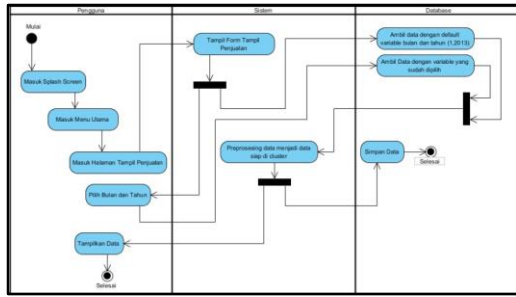 Pengguna
Sistem
Database
Mulai
Masuk Splash Screen
Masuk Menu Utama
Masuk Halaman Tampil Penjualan
Pilih Bulan dan Tahun
Tampilkan Data
Selesai
Tampil Form Tampil
Penjualan
Preprosesing data menjadi data
siap di cluster
Ambil data dengan default
variable bulan dan tahun (1,2013)
Ambil Data dengan variable yang
sudah dipilih
Simpan Data
Selesai